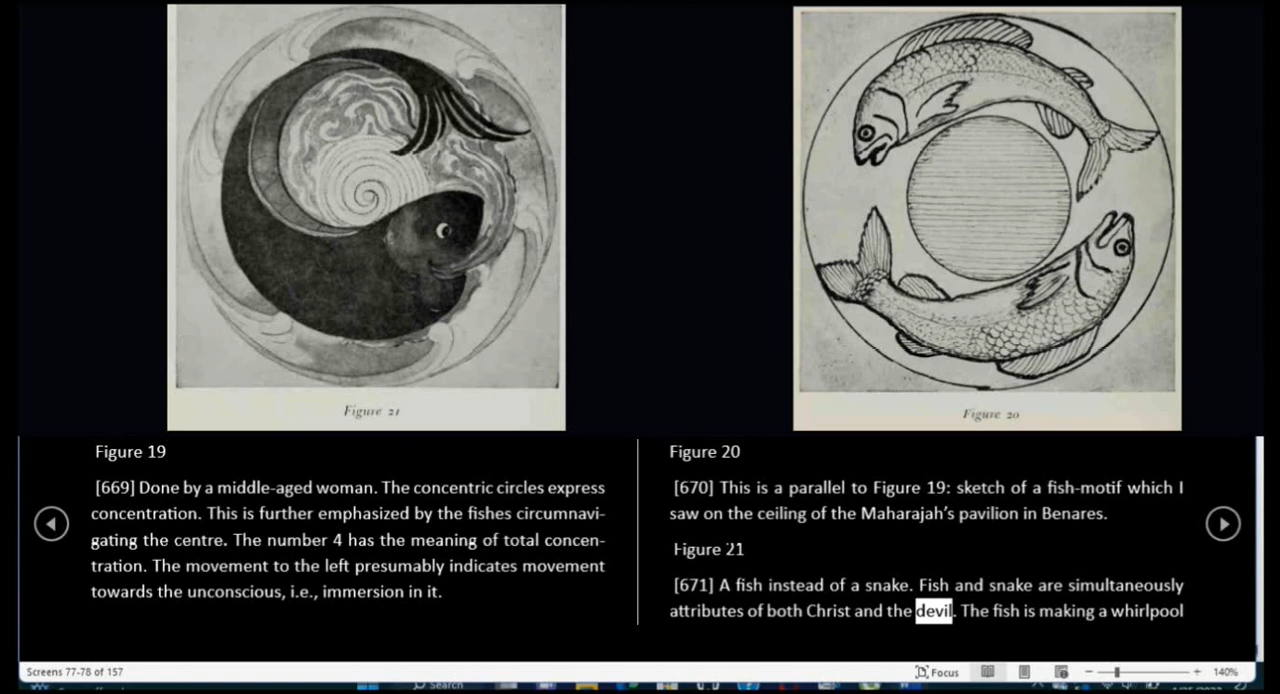 Figure 21
Figure 20
Figure 19
[669] Done by a middle-aged woman. The concentric circles express
concentration. This is further emphasized by the fishes circumnavi-
gating the centre. The number 4 has the meaning of total concen-
tration. The movement to the left presumably indicates movement
towards the unconscious, i.e., immersion in it.
Figure 20
[670] This is a parallel to Figure 19: sketch of a fish-motif which I
saw on the ceiling of the Maharajah's pavilion in Benares.
Figure 21
[671] A fish instead of a snake. Fish and snake are simultaneously
attributes of both Christ and the devil. The fish is making a whirlpool
Screens 77-78 of 157
Focus
140%
Search